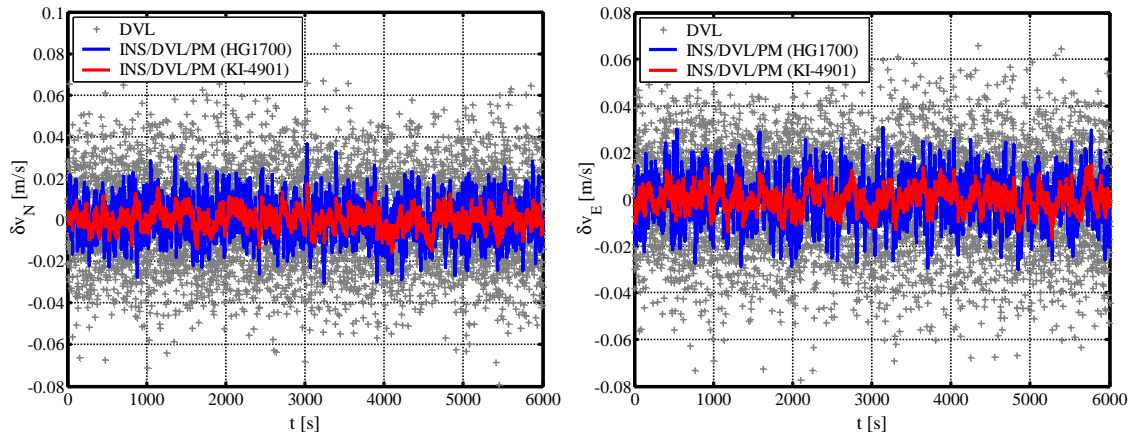 0.1
0.08
0.06
0.04
0.02
0
-0.02
-0.04
-0.06
-0.08
δv_N [m/s]
DVL
INS/DVL/PM (HG1700)
INS/DVL/PM (KI-4901)
0 1000 2000 3000 4000 5000 6000
t [s]
0.08
0.06
0.04
0.02
0
-0.02
-0.04
-0.06
-0.08
δv_E [m/s]
DVL
INS/DVL/PM (HG1700)
INS/DVL/PM (KI-4901)
0 1000 2000 3000 4000 5000 6000
t [s]